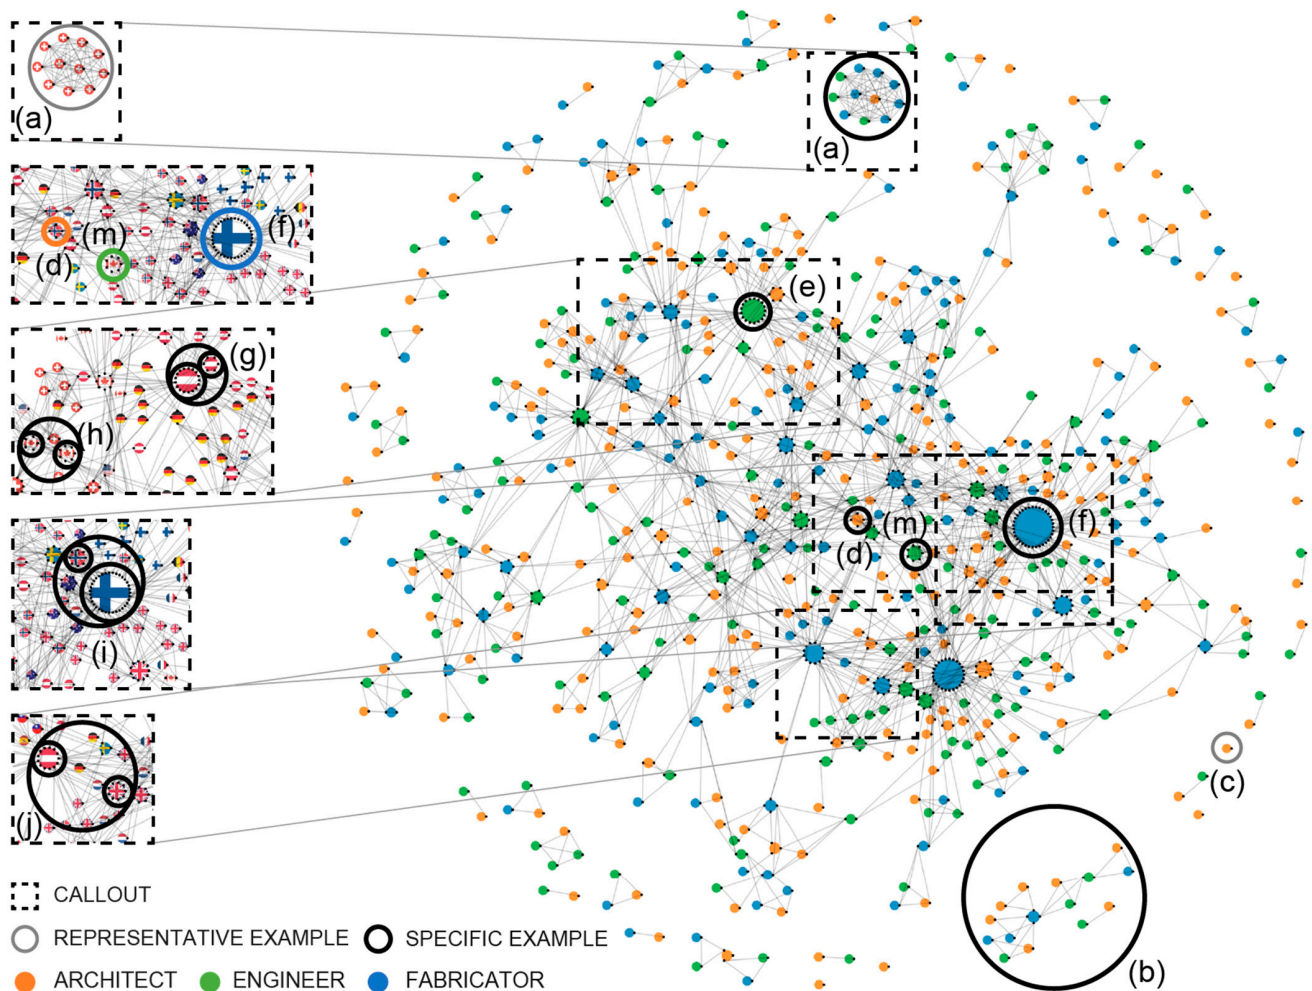 (a)
(a)
(m)
(f)
(d)
(e)
(g)
(h)
(m)
(f)
(d)
(i)
(c)
(j)
CALLOUT
REPRESENTATIVE EXAMPLE
SPECIFIC EXAMPLE
ARCHITECT
ENGINEER
FABRICATOR
(b)